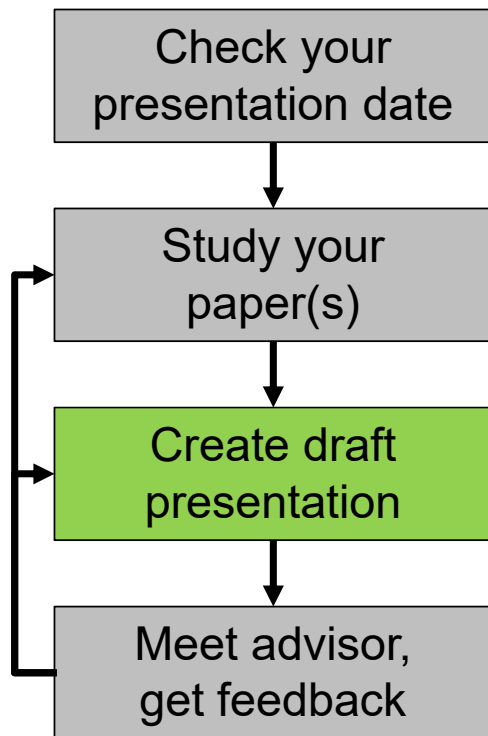 Check your
presentation date
Study your
paper(s)
Create draft
presentation
Meet advisor,
get feedback